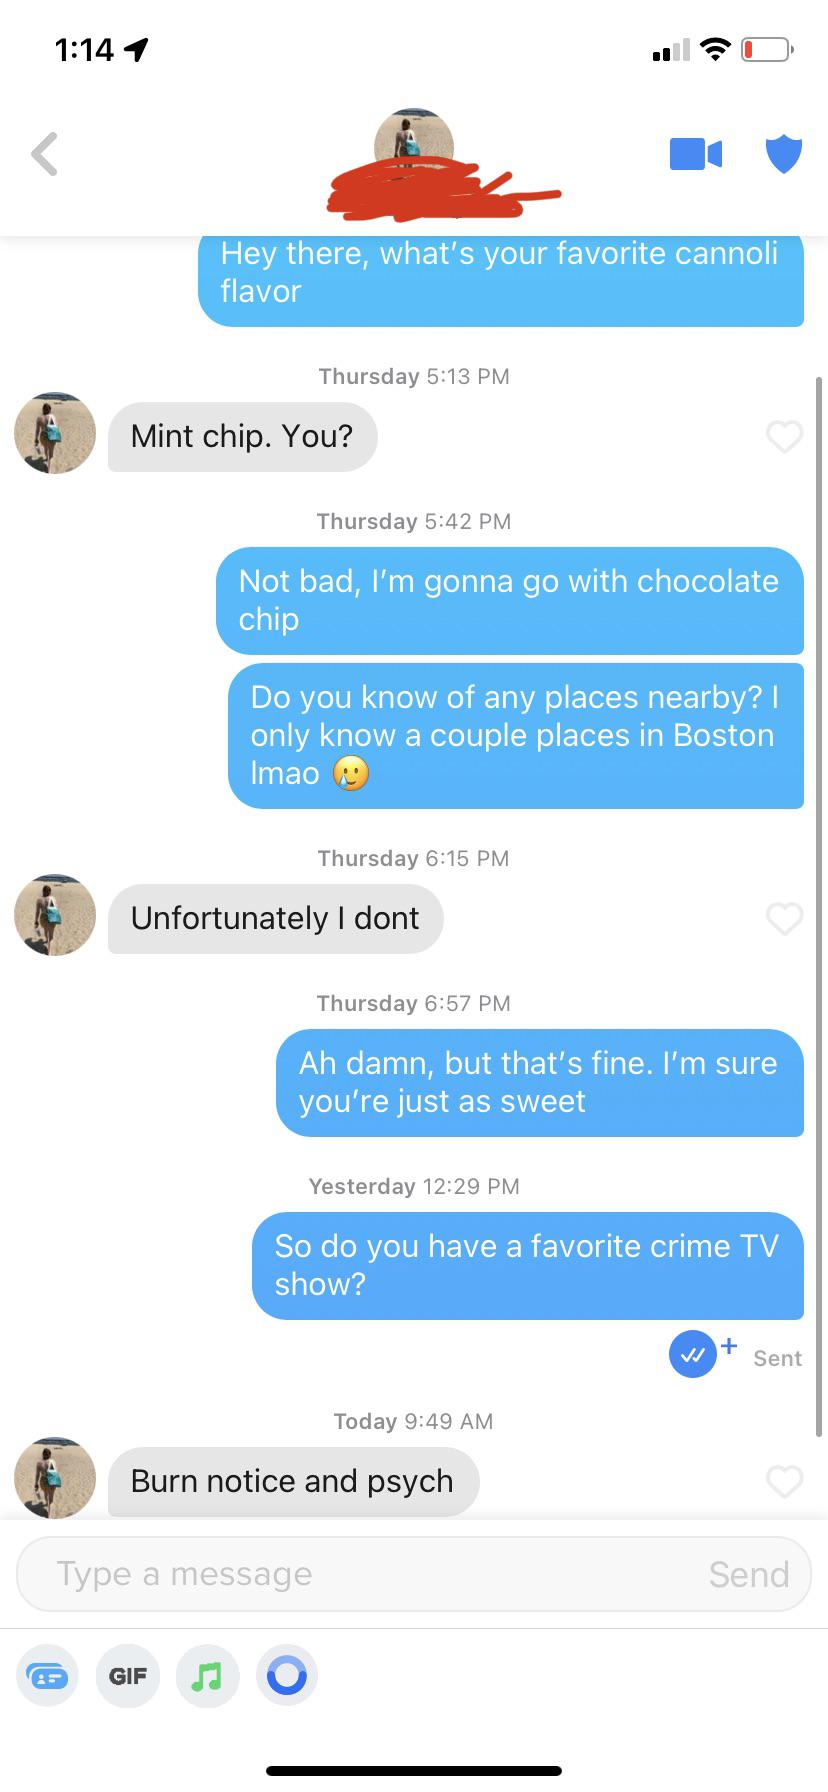 1:14
Hey there, what's your favorite cannoli
flavor
Thursday 5:13 PM
Mint chip. You?
Thursday 5:42 PM
Not bad, I'm gonna go with chocolate
chip
Do you know of any places nearby? I
only know a couple places in Boston
lmao 🥲
Thursday 6:15 PM
Unfortunately I dont
Thursday 6:57 PM
Ah damn, but that's fine. I'm sure
you're just as sweet
Yesterday 12:29 PM
So do you have a favorite crime TV
show?
Sent
Today 9:49 AM
Burn notice and psych
Type a message Send
GIF